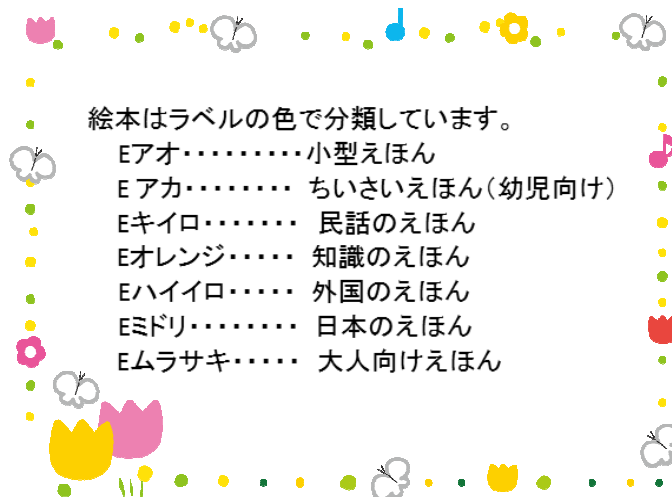 絵本はラベルの色で分類しています。
Eアオ・・・・・・・・・小型えほん
E アカ・・・・・・・・ ちいさいえほん（幼児向け）
Eキイロ・・・・・・・ 民話のえほん
Eオレンジ・・・・・ 知識のえほん
Eハイイロ・・・・・ 外国のえほん
Eミドリ・・・・・・・・ 日本のえほん
Eムラサキ・・・・・ 大人向けえほん